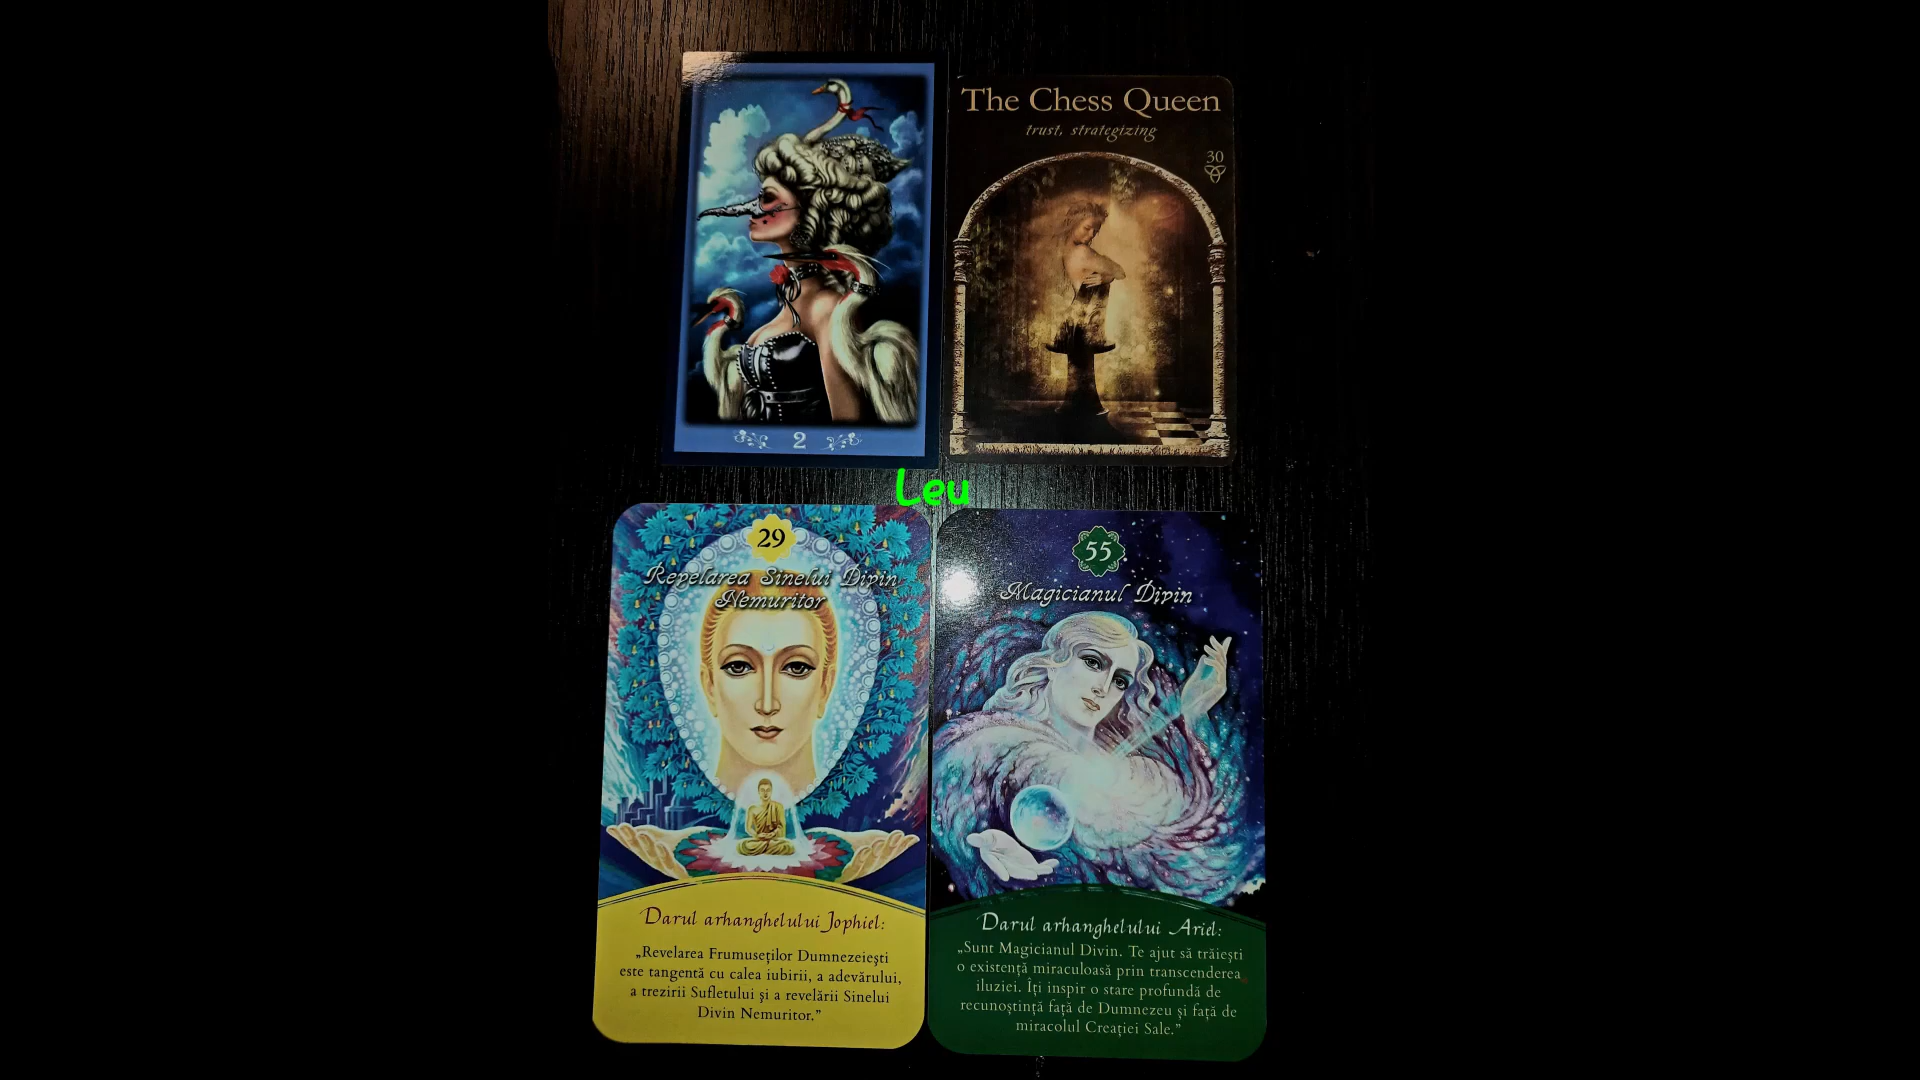 The Chess Queen
trust, strategizing
30
2
Leu
29
Revelarea Sinelui Divin
Nemuritor
Darul arhanghelului Jophiel:
„Revelarea Frumuseților Dumnezeiești
este tangentă cu calea iubirii, a adevărului,
a trezirii Sufletului și a revelării Sinelui
Divin Nemuritor.”
55
Magicianul Divin
Darul arhanghelului Ariel:
„Sunt Magicianul Divin. Te ajut să trăiești
o existență miraculoasă prin transcenderea
iluziei. Îți inspir o stare profundă de
recunoștință față de Dumnezeu și față de
miracolul Creației Sale.”